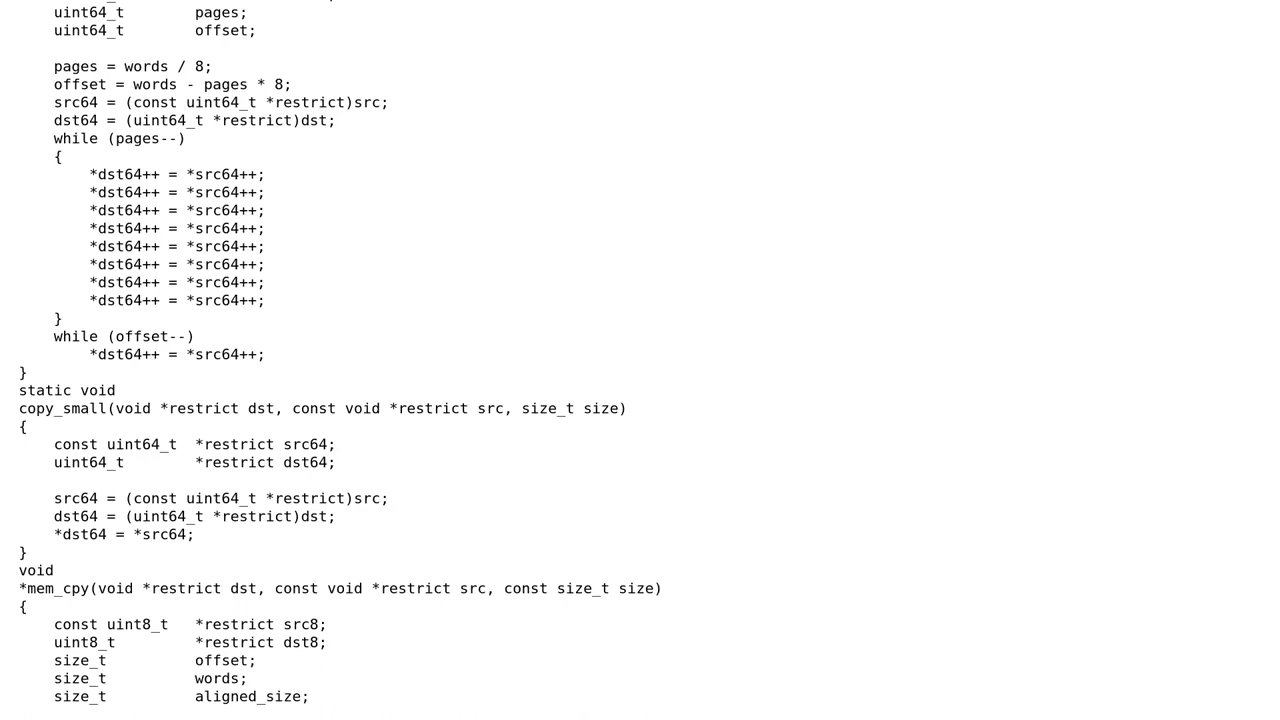 uint64_t        pages;
    uint64_t        offset;

    pages = words / 8;
    offset = words - pages * 8;
    src64 = (const uint64_t *restrict)src;
    dst64 = (uint64_t *restrict)dst;
    while (pages--)
    {
        *dst64++ = *src64++;
        *dst64++ = *src64++;
        *dst64++ = *src64++;
        *dst64++ = *src64++;
        *dst64++ = *src64++;
        *dst64++ = *src64++;
        *dst64++ = *src64++;
        *dst64++ = *src64++;
    }
    while (offset--)
        *dst64++ = *src64++;
}
static void
copy_small(void *restrict dst, const void *restrict src, size_t size)
{
    const uint64_t  *restrict src64;
    uint64_t        *restrict dst64;

    src64 = (const uint64_t *restrict)src;
    dst64 = (uint64_t *restrict)dst;
    *dst64 = *src64;
}
void
*mem_cpy(void *restrict dst, const void *restrict src, const size_t size)
{
    const uint8_t   *restrict src8;
    uint8_t         *restrict dst8;
    size_t          offset;
    size_t          words;
    size_t          aligned_size;